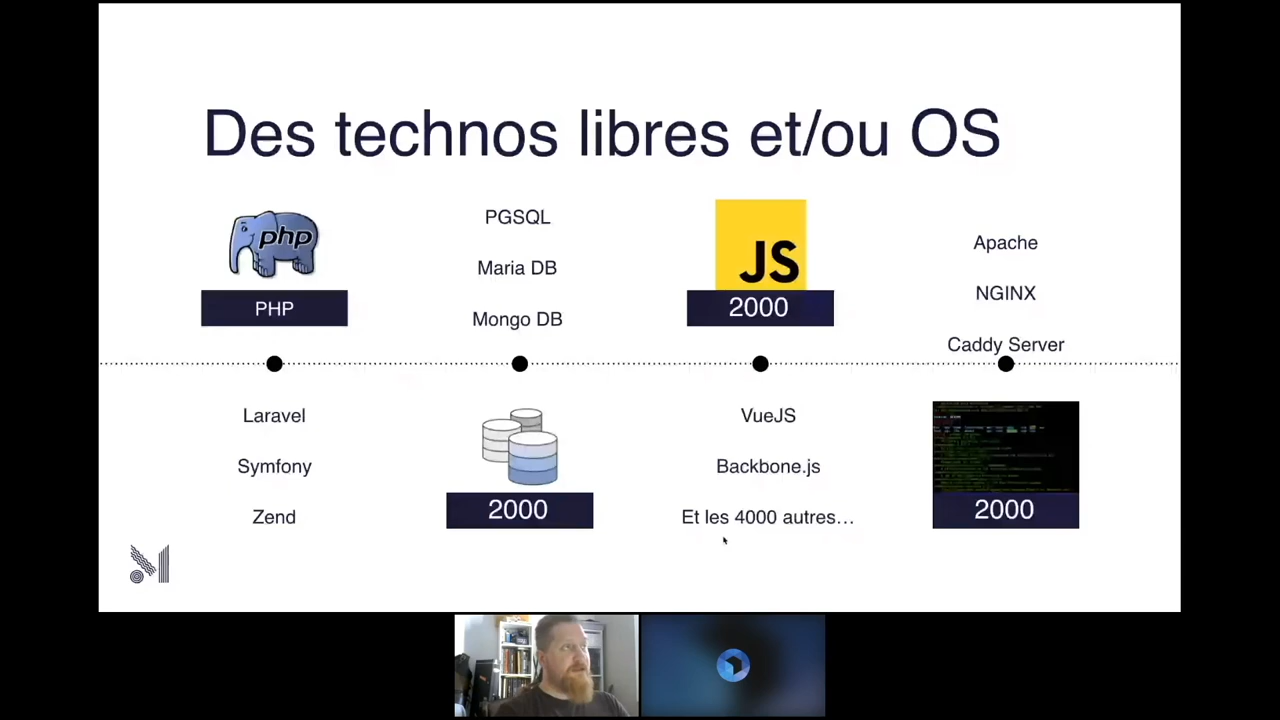 Des technos libres et/ou OS
php
PHP
Laravel
Symfony
Zend
PGSQL
Maria DB
Mongo DB
2000
JS
2000
VueJS
Backbone.js
Et les 4000 autres…
Apache
NGINX
Caddy Server
2000